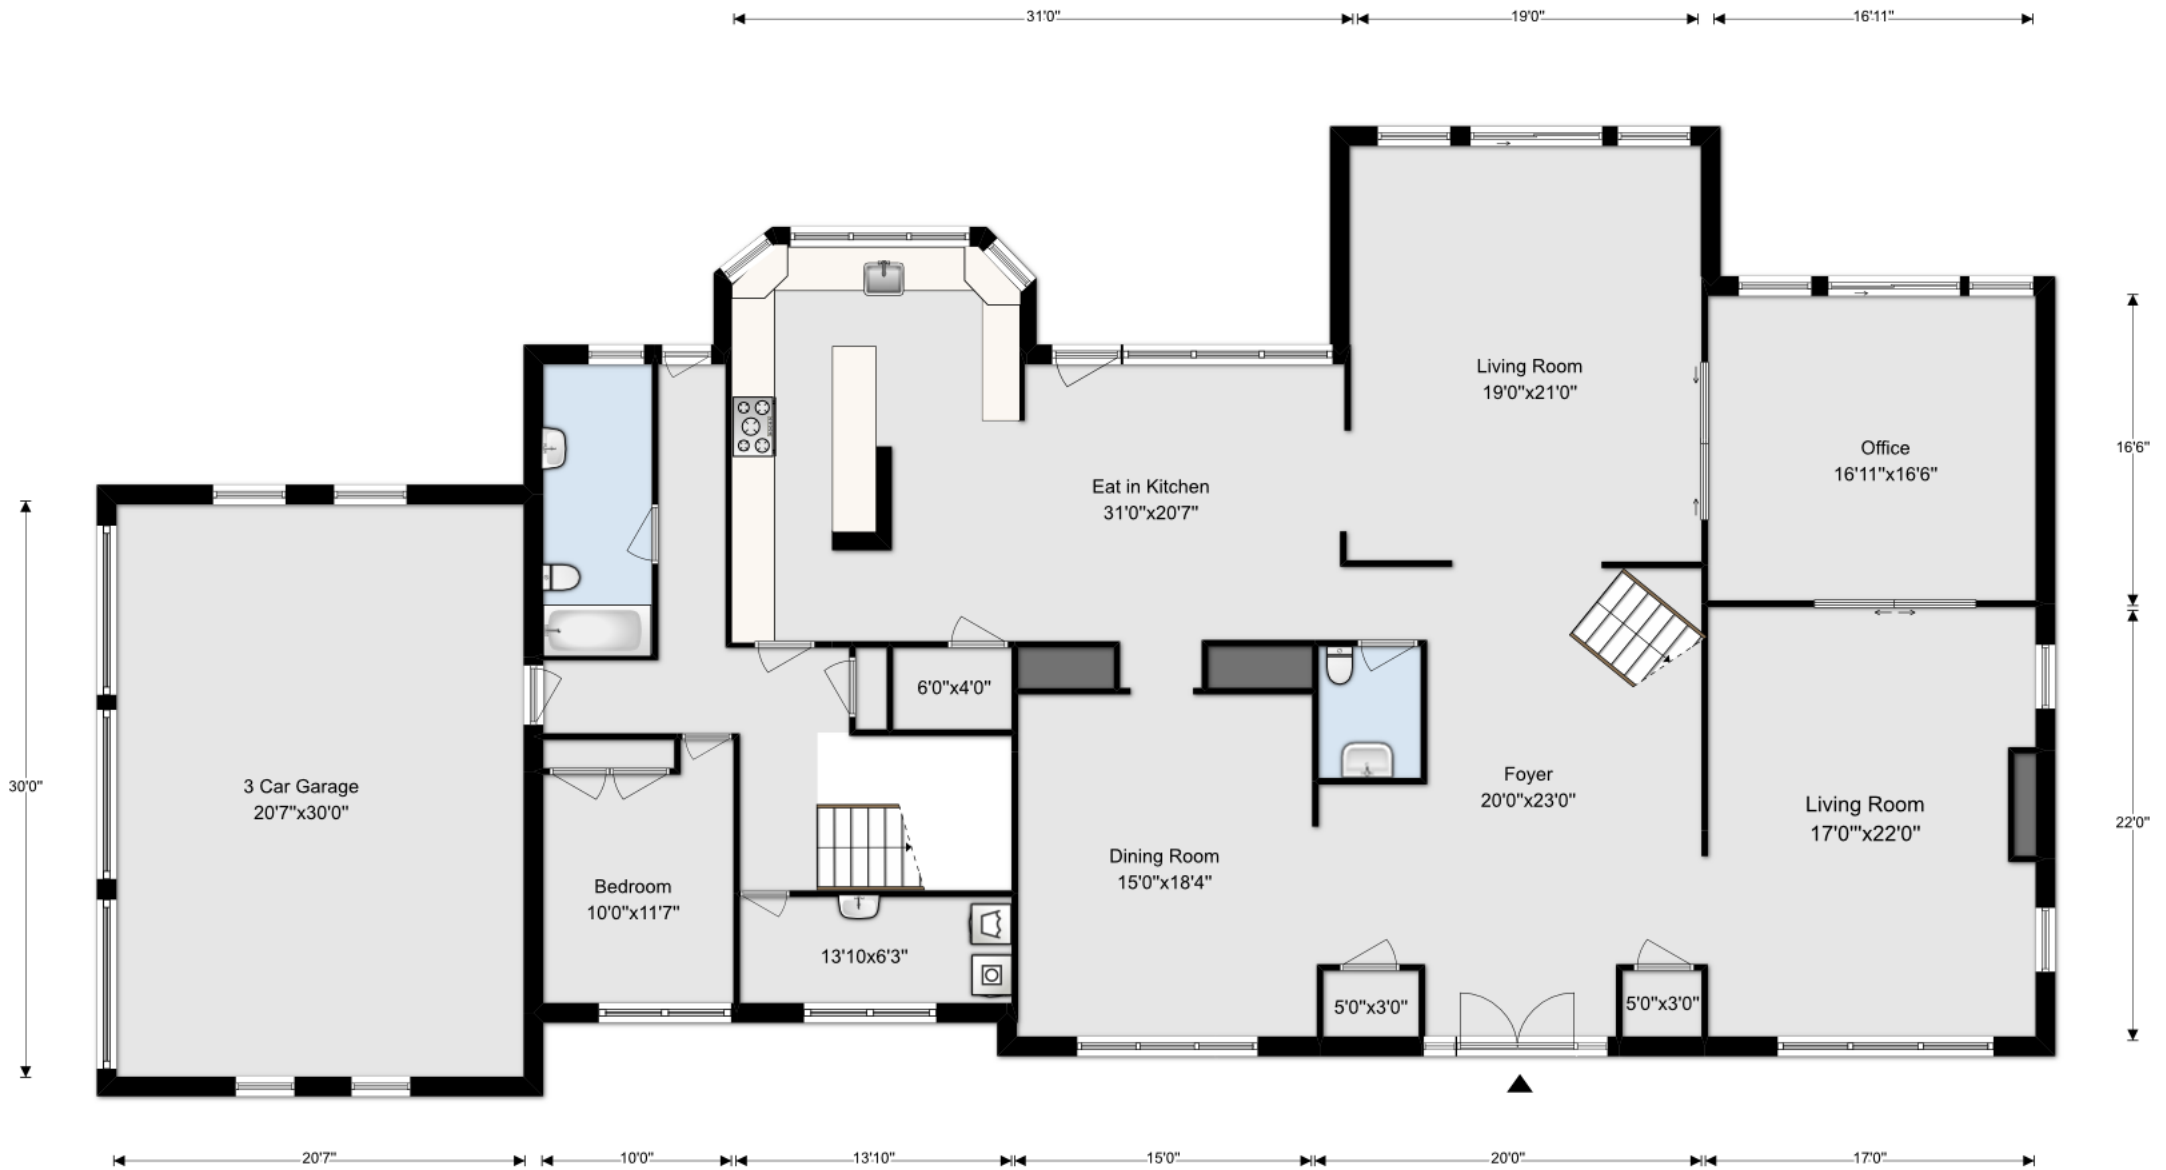 31'0"
19'0"
16'11"
Living Room
19'0"x21'0"
Office
16'11"x16'6"
16'6"
Eat in Kitchen
31'0"x20'7"
6'0"x4'0"
30'0"
3 Car Garage
20'7"x30'0"
Foyer
20'0"x23'0"
Living Room
17'0'"x22'0"
22'0"
Dining Room
15'0"x18'4"
Bedroom
10'0"x11'7"
13'10x6'3"
5'0"x3'0"
5'0"x3'0"
20'7"
10'0"
13'10"
15'0"
20'0"
17'0"